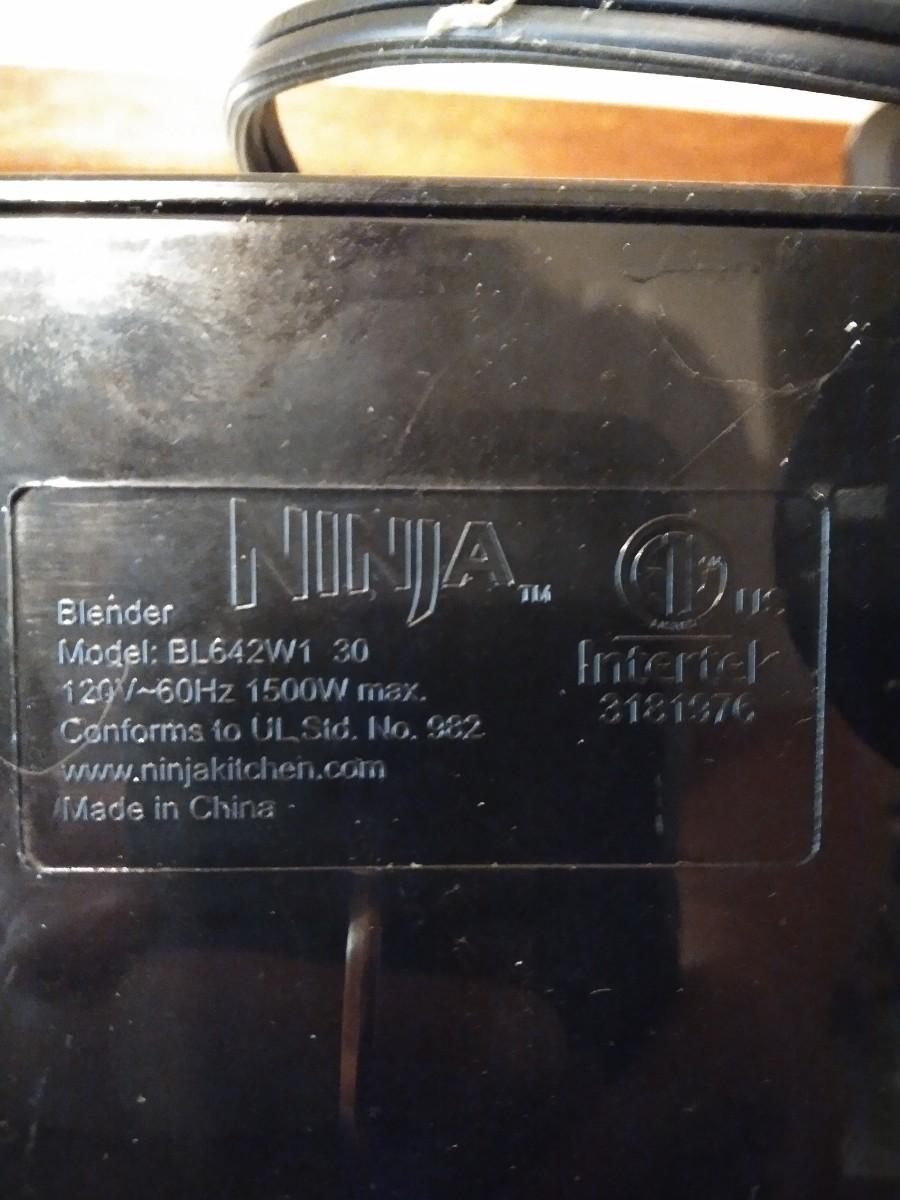 NINJA™
Blender
Model: BL642W1 30
120V~60Hz 1500W max.
Conforms to UL Std. No. 982
www.ninjakitchen.com
Made in China
US
Intertek
3181976